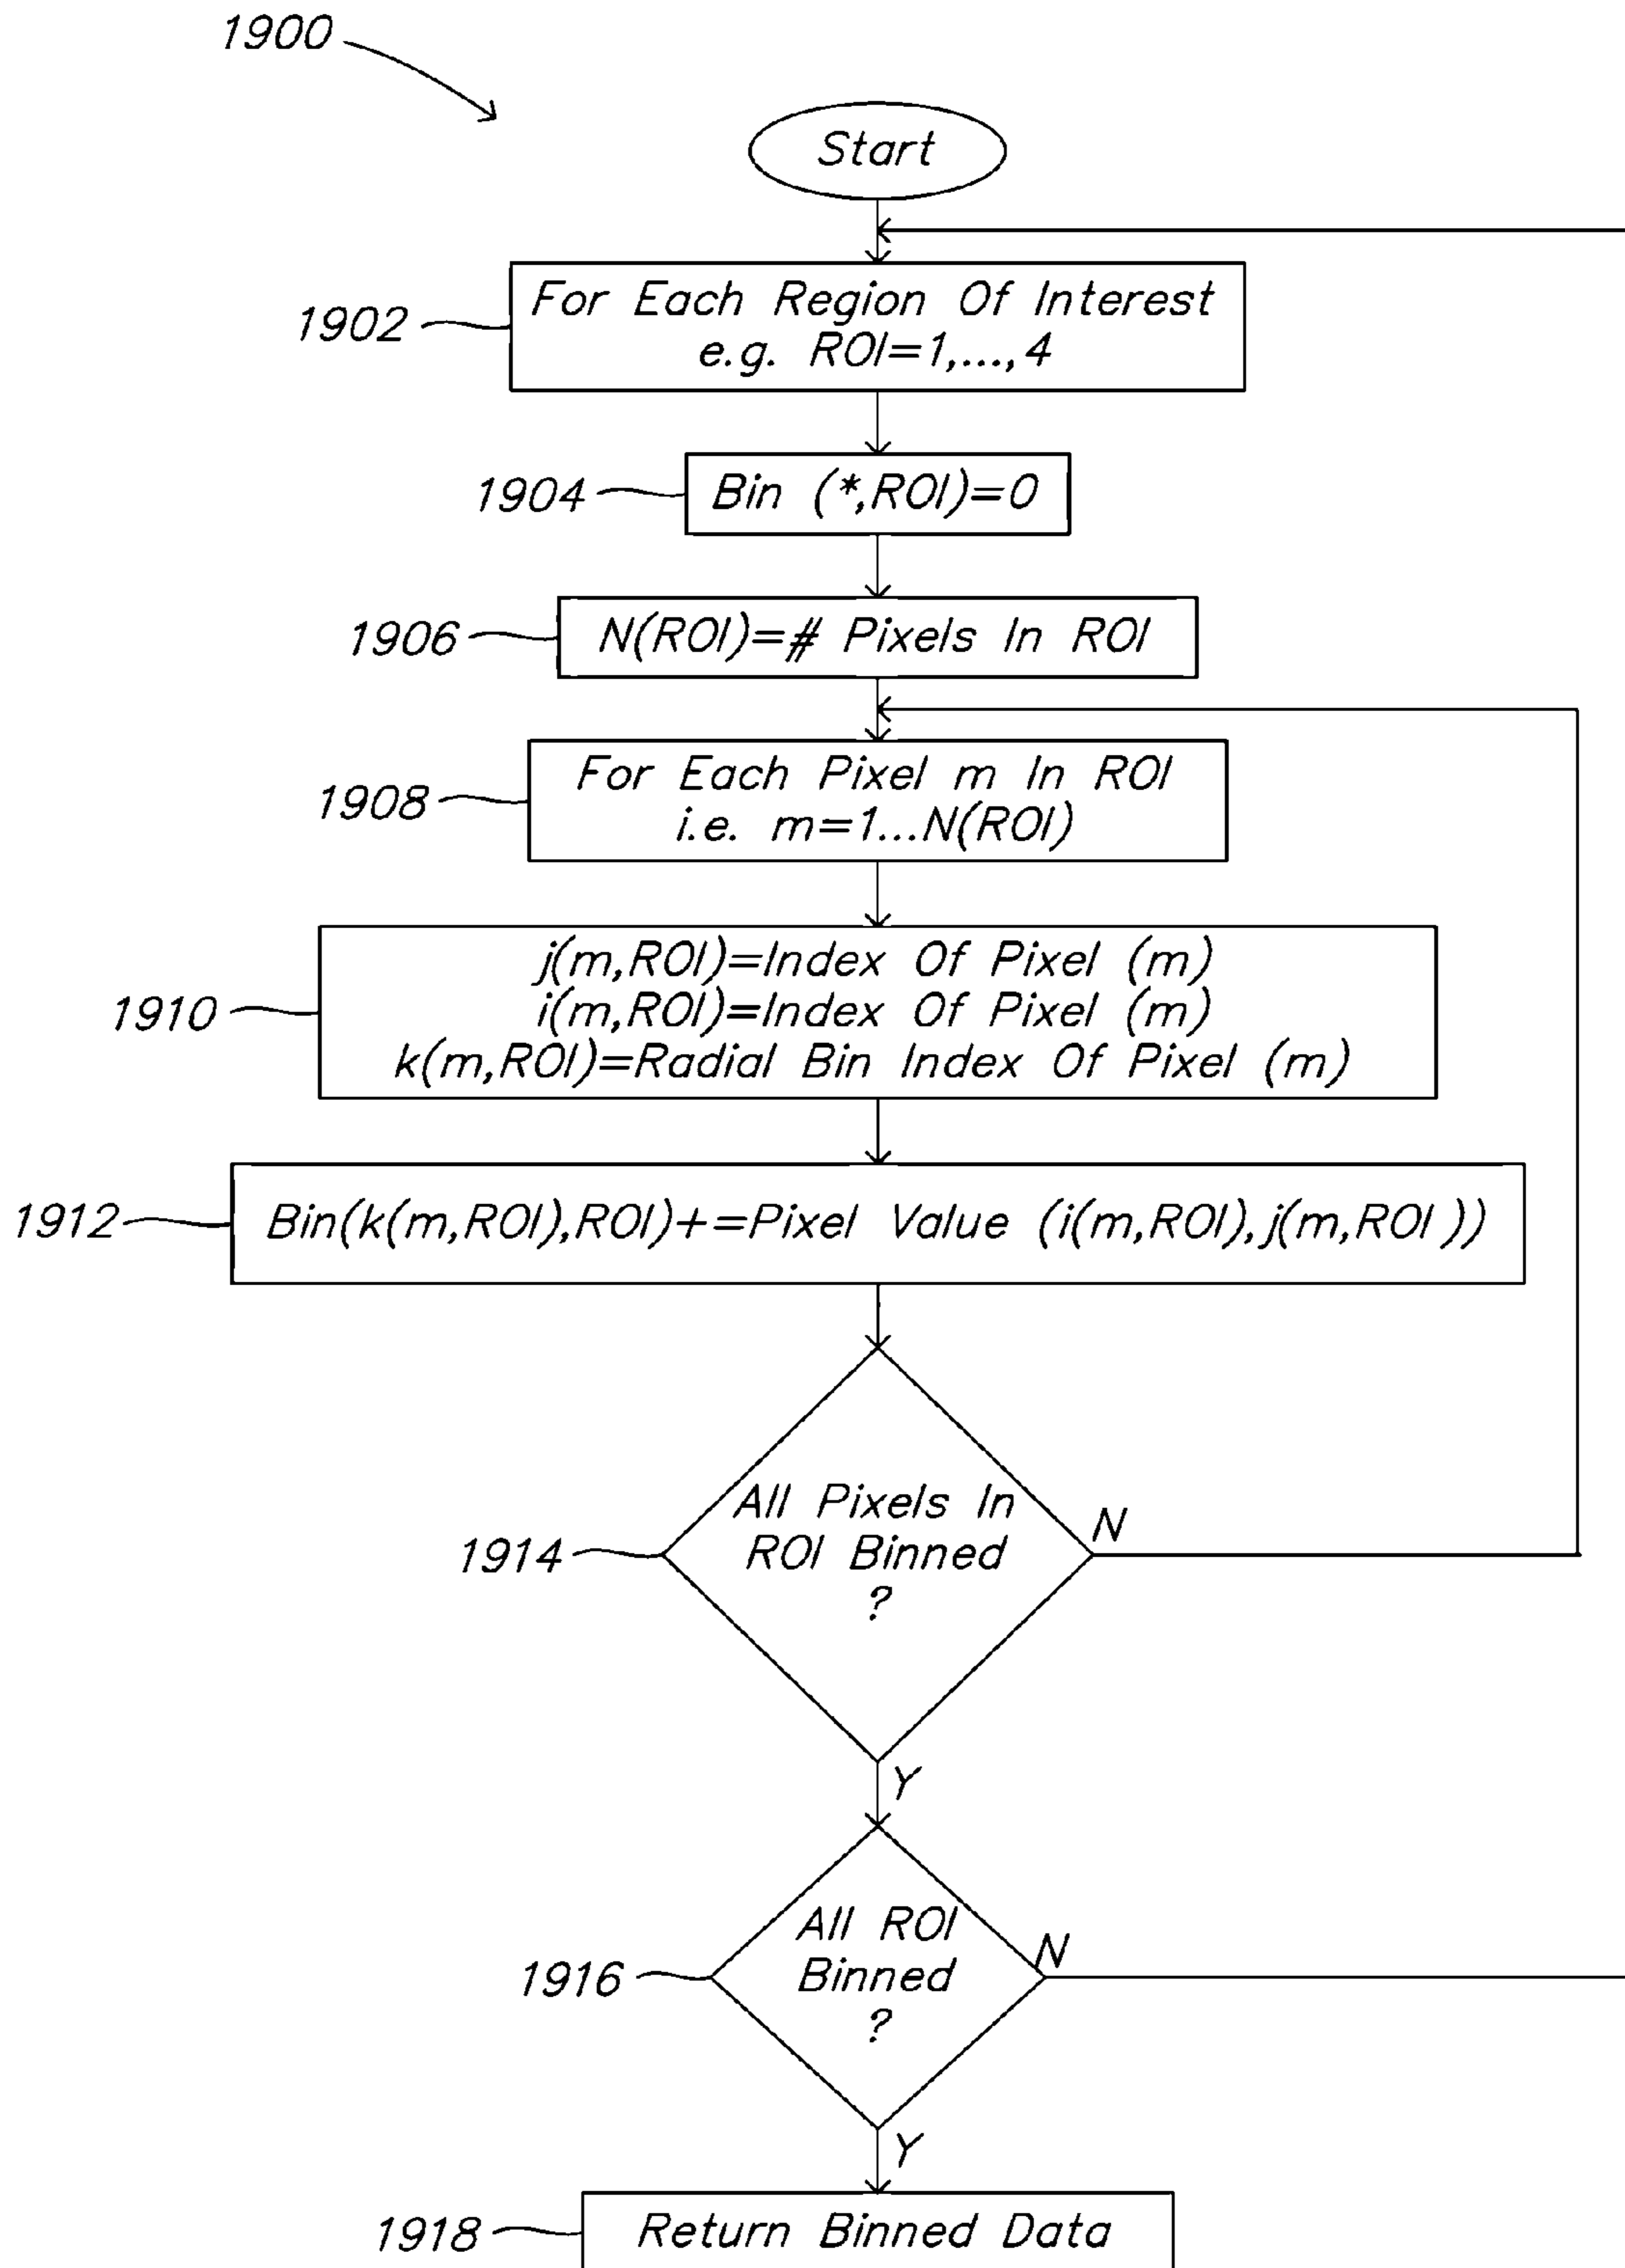 1900
Start
1902
For Each Region Of Interest
e.g. ROI=1,...,4
1904
Bin (*,ROI)=0
1906
N(ROI)=# Pixels In ROI
1908
For Each Pixel m In ROI
i.e. m=1...N(ROI)
1910
j(m,ROI)=Index Of Pixel (m)
i(m,ROI)=Index Of Pixel (m)
k(m,ROI)=Radial Bin Index Of Pixel (m)
1912
Bin(k(m,ROI),ROI)+=Pixel Value (i(m,ROI),j(m,ROI ))
1914
All Pixels In
ROI Binned
?
N
Y
1916
All ROI
Binned
?
N
Y
1918
Return Binned Data